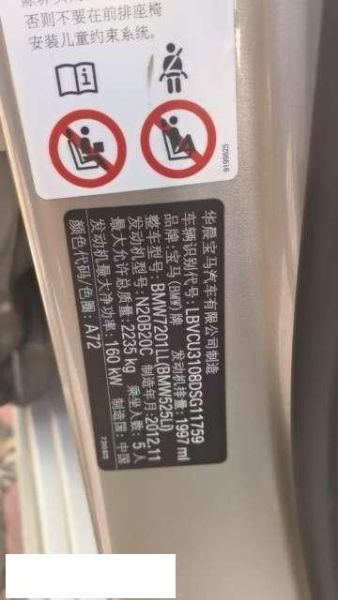 否则不要在前排座椅
安装儿童约束系统。
9196625
华晨宝马汽车有限公司制造
车辆识别代号: LBVCU3108DSG11759
品牌: 宝马(BMW)牌 发动机排量: 1997 ml
整车型号: BMW7201LL(BMW525Li)
发动机型号: N20B20C 制造年月: 2012.11
最大允许总质量: 2235 kg 乘坐人数: 5 人
发动机最大净功率: 160 kW 制造国: 中国
颜色代码/色圈: A72